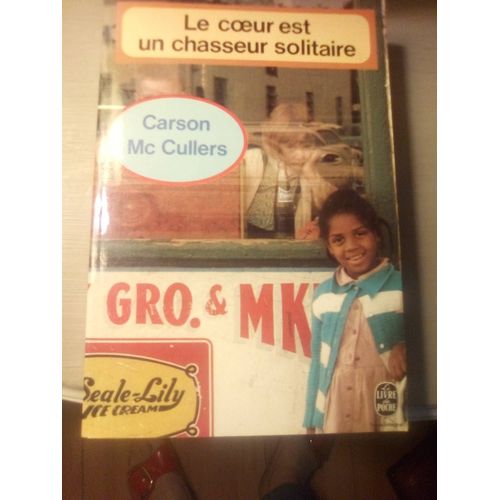 Le cœur est
un chasseur solitaire
Carson
Mc Cullers
GRO. & MK
Seale-Lily
ICE CREAM
Le
LIVRE
de
POCHE